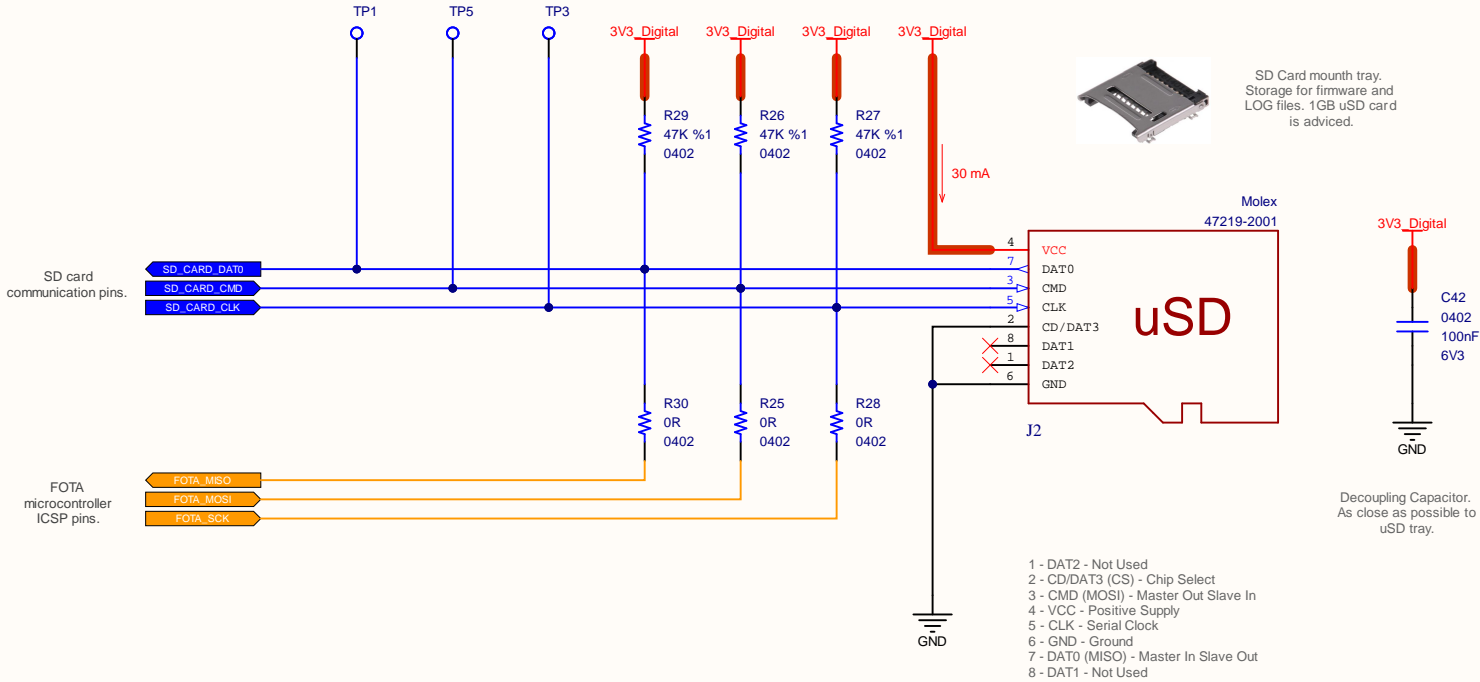 TP1
TP5
TP3
3V3_Digital
3V3_Digital
3V3_Digital
3V3_Digital
SD Card mounth tray.
Storage for firmware and
LOG files. 1GB uSD card
is adviced.
R29
47K %1
0402
R26
47K %1
0402
R27
47K %1
0402
30 mA
Molex
47219-2001
3V3_Digital
SD card
communication pins.
SD_CARD_DAT0
SD_CARD_CMD
SD_CARD_CLK
4 VCC
7 DAT0
3 CMD
5 CLK
2 CD/DAT3
8 DAT1
1 DAT2
6 GND
uSD
J2
C42
0402
100nF
6V3
GND
R30
0R
0402
R25
0R
0402
R28
0R
0402
FOTA
microcontroller
ICSP pins.
FOTA_MISO
FOTA_MOSI
FOTA_SCK
Decoupling Capacitor.
As close as possible to
uSD tray.
GND
1 - DAT2 - Not Used
2 - CD/DAT3 (CS) - Chip Select
3 - CMD (MOSI) - Master Out Slave In
4 - VCC - Positive Supply
5 - CLK - Serial Clock
6 - GND - Ground
7 - DAT0 (MISO) - Master In Slave Out
8 - DAT1 - Not Used